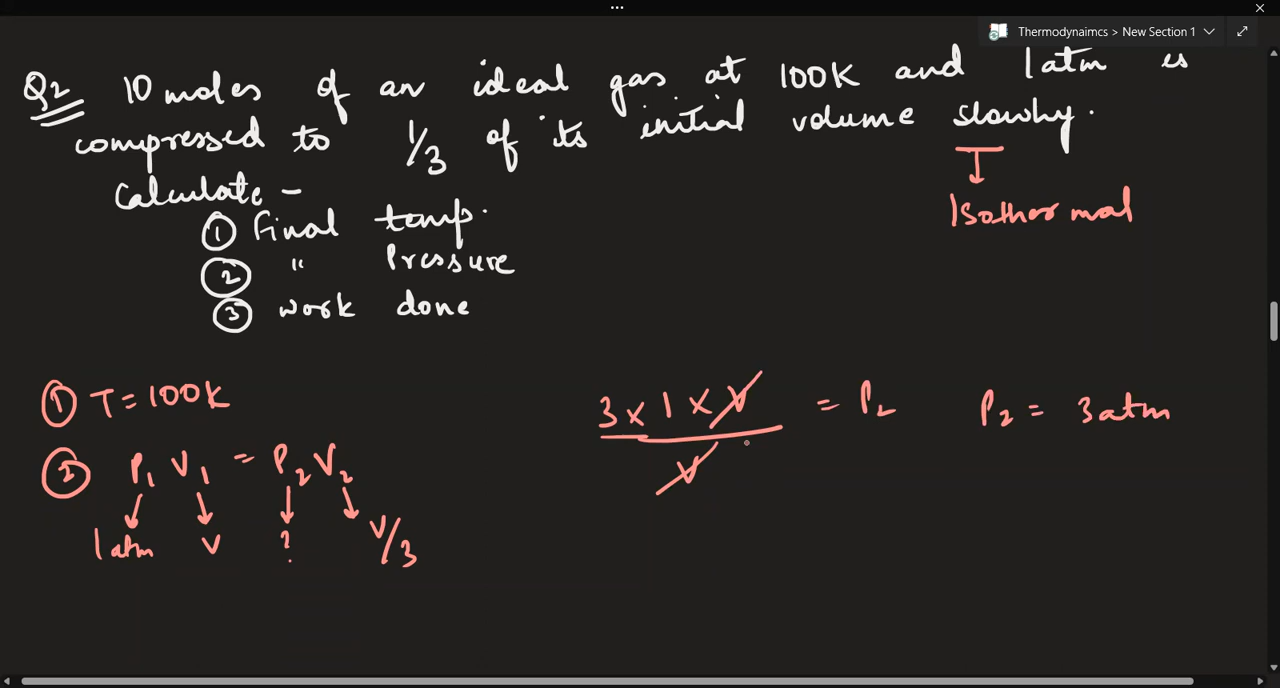 Thermodynaimcs > New Section 1
Q2 10 moles of an ideal gas at 100K and 1atm is
compressed to 1/3 of its initial volume slowly.
Calculate -
① Final temp.
② " Pressure
③ work done
Isothermal
① T = 100K
② P₁ V₁ = P₂ V₂
1atm V ? V/3
3 x 1 x V / V = P₂ P₂ = 3atm